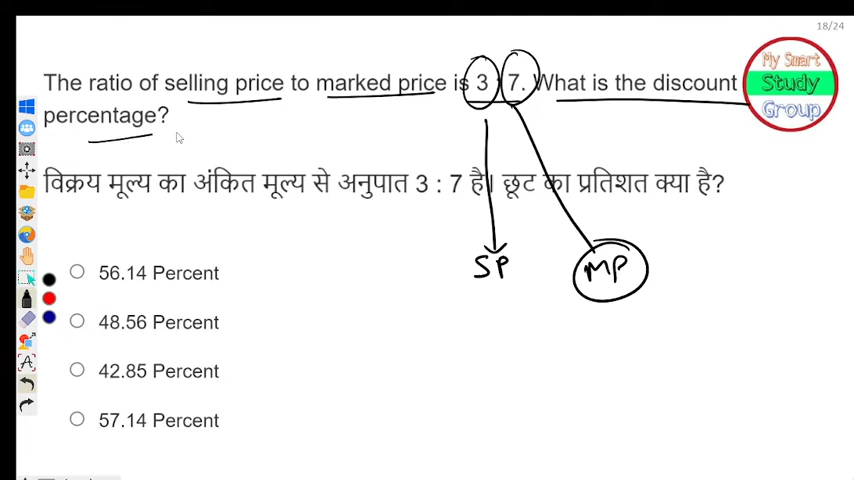 18/24
The ratio of selling price to marked price is 3 : 7. What is the discount
percentage?
My Smart
Study
Group
विक्रय मूल्य का अंकित मूल्य से अनुपात 3 : 7 है। छूट का प्रतिशत क्या है?
SP
MP
56.14 Percent
48.56 Percent
42.85 Percent
57.14 Percent